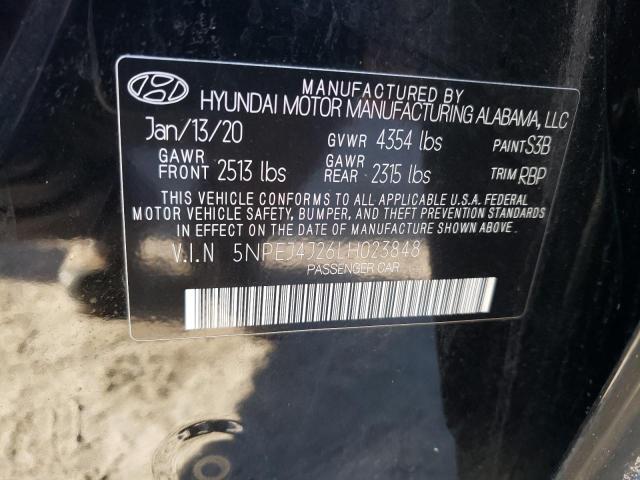 MANUFACTURED BY
HYUNDAI MOTOR MANUFACTURING ALABAMA, LLC
Jan/13/20 GVWR 4354 lbs PAINT S3B
GAWR FRONT 2513 lbs GAWR REAR 2315 lbs TRIM RBP
THIS VEHICLE CONFORMS TO ALL APPLICABLE U.S.A. FEDERAL
MOTOR VEHICLE SAFETY, BUMPER, AND THEFT PREVENTION STANDARDS
IN EFFECT ON THE DATE OF MANUFACTURE SHOWN ABOVE.
V.I.N 5NPEJ4J26LH023848
PASSENGER CAR